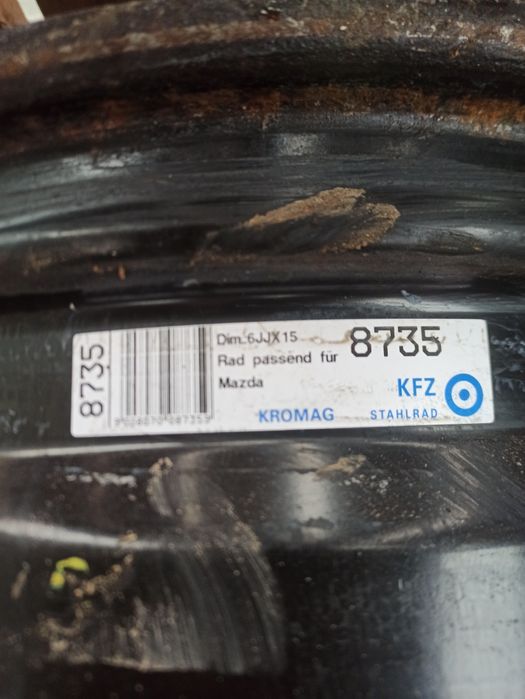 8735
Dim.6JJX15
Rad passend für
Mazda
8735
KROMAG
KFZ
STAHLRAD